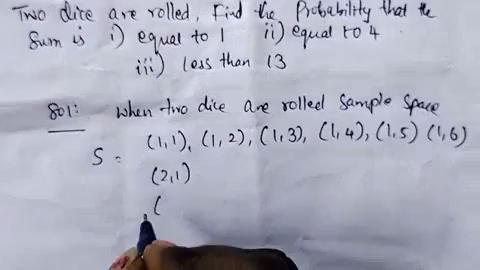 Two dice are rolled, Find the Probability that the
Sum is i) equal to 1 ii) equal to 4
iii) less than 13
Sol: When two dice are rolled Sample Space
S = (1,1), (1,2), (1,3), (1,4), (1,5) (1,6)
(2,1)
(